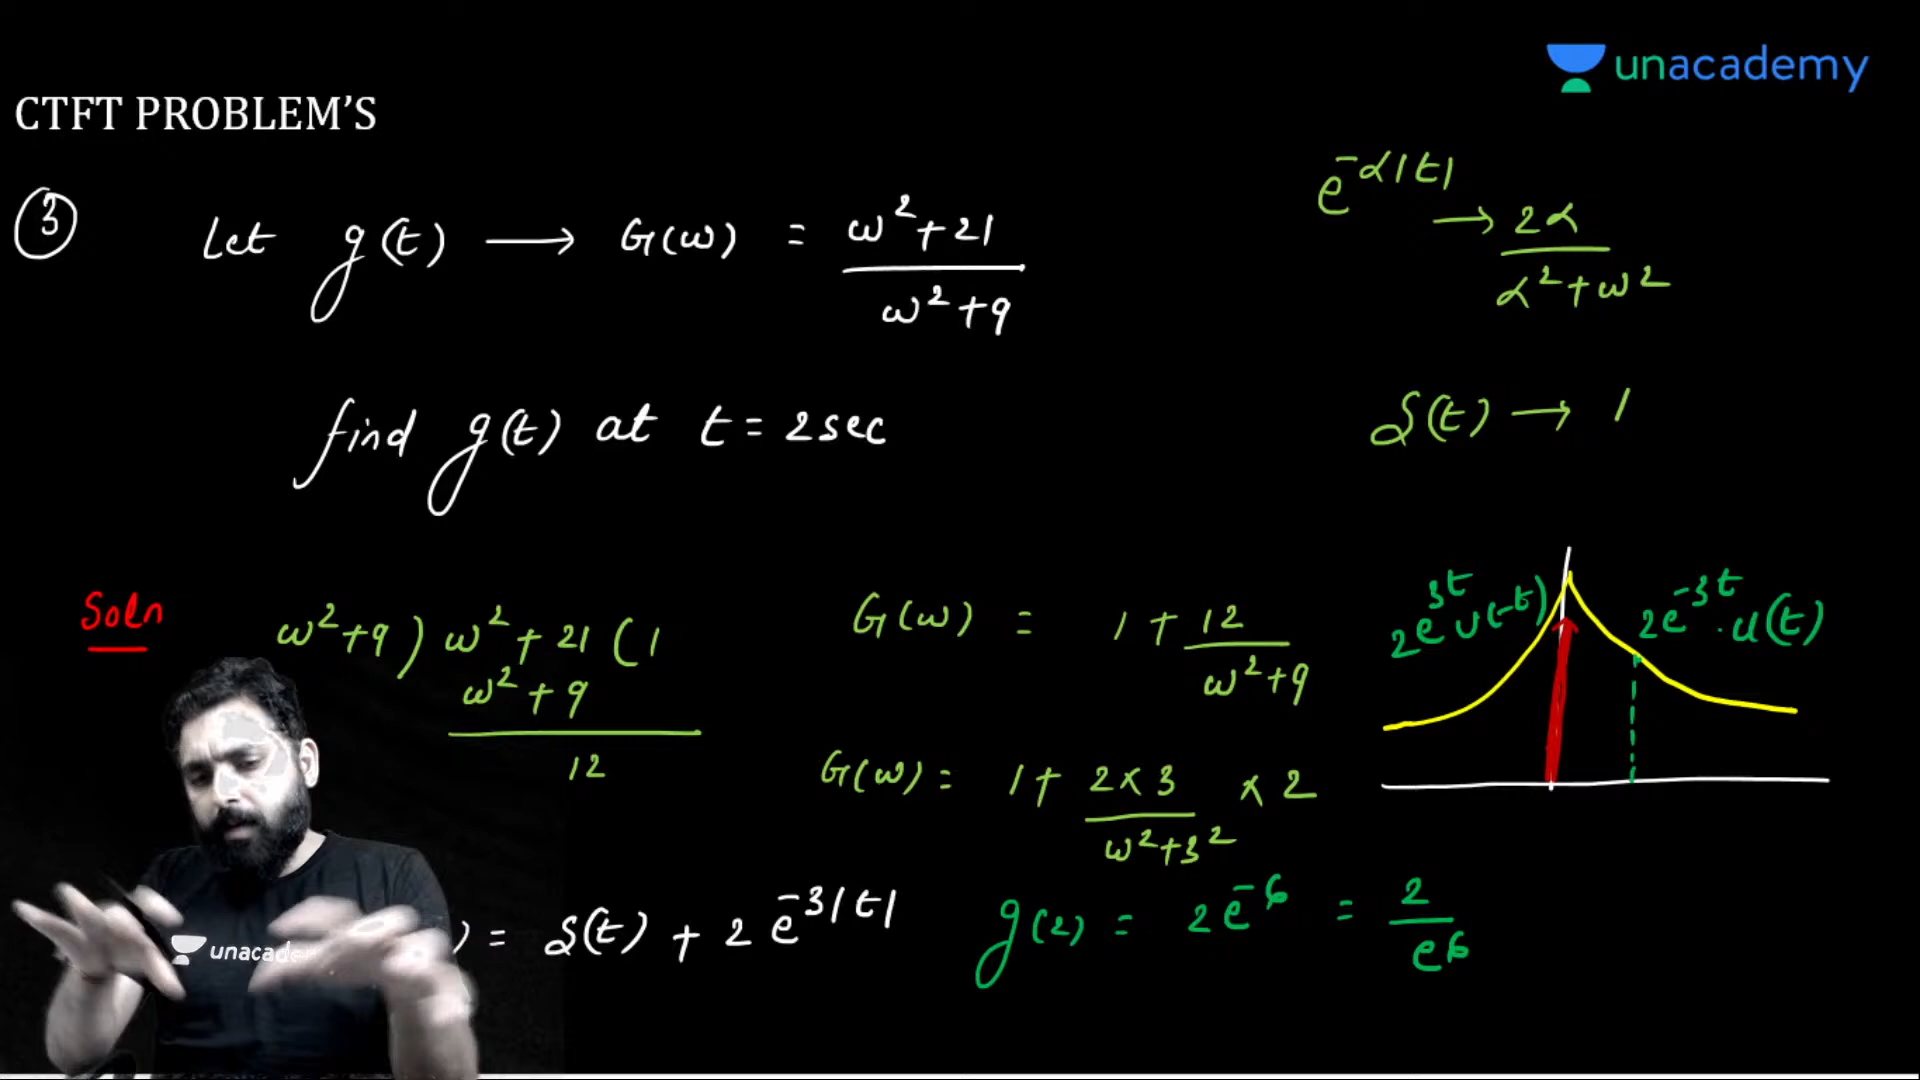 unacademy
CTFT PROBLEM'S
③ Let g(t) ⟶ G(ω) = ω²+21 / ω²+9
e^-α|t| → 2α / α²+ω²
δ(t) → 1
find g(t) at t = 2sec
Soln
ω²+9 ) ω²+21 ( 1
ω²+9
12
G(ω) = 1 + 12 / ω²+9
2e^3t u(-t)
2e^-3t . u(t)
G(ω) = 1 + 2×3 / ω²+3² × 2
) = δ(t) + 2 e^-3|t|
g(2) = 2e^-6 = 2 / e6
unacade